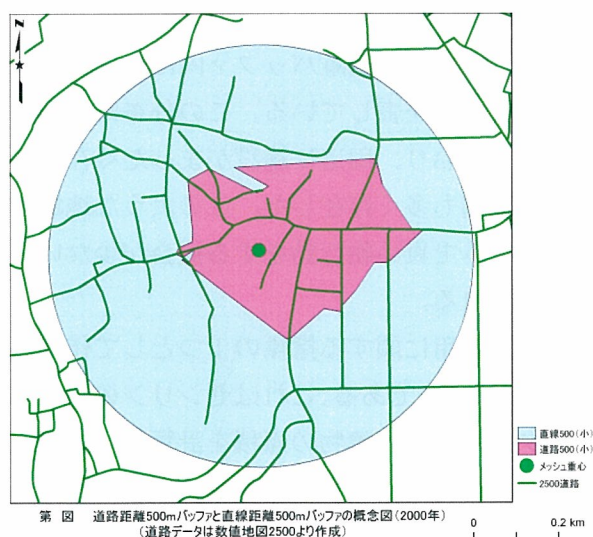 N
直線500(小)
道路500(小)
メッシュ重心
2500道路
第　図　道路距離500mバッファと直線距離500mバッファの概念図(2000年)
(道路データは数値地図2500より作成)
0　0.2 km